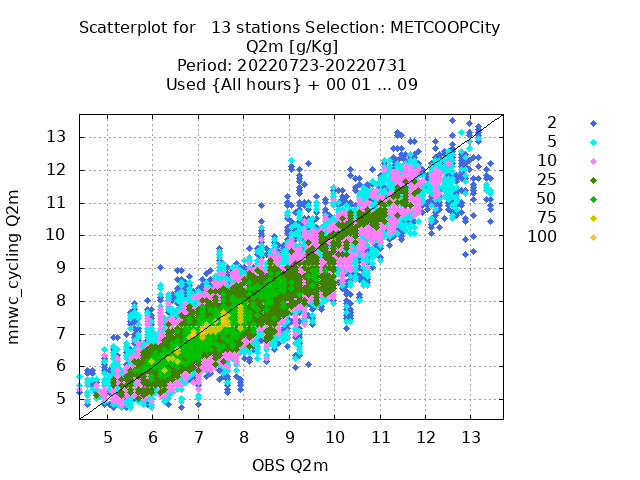 Scatterplot for   13 stations Selection: METCOOPCity
Q2m [g/Kg]
Period: 20220723-20220731
Used {All hours} + 00 01 ... 09
mnwc_cycling Q2m
13
12
11
10
9
8
7
6
5
5 6 7 8 9 10 11 12 13
OBS Q2m
2
5
10
25
50
75
100